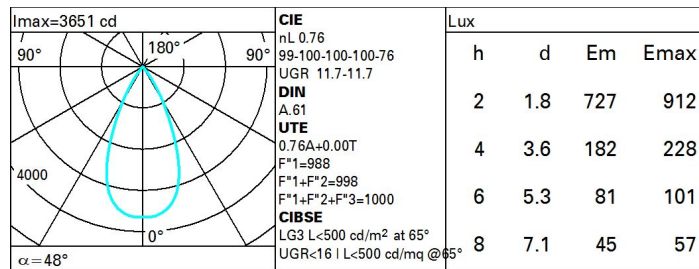 Imax=3651 cd
90°
180°
90°
4000
0°
α=48°
CIE
nL 0.76
99-100-100-100-76
UGR 11.7-11.7
DIN
A.61
UTE
0.76A+0.00T
F"1=988
F"1+F"2=998
F"1+F"2+F"3=1000
CIBSE
LG3 L<500 cd/m² at 65°
UGR<16 | L<500 cd/mq @65°
Lux
h d Em Emax
2 1.8 727 912
4 3.6 182 228
6 5.3 81 101
8 7.1 45 57